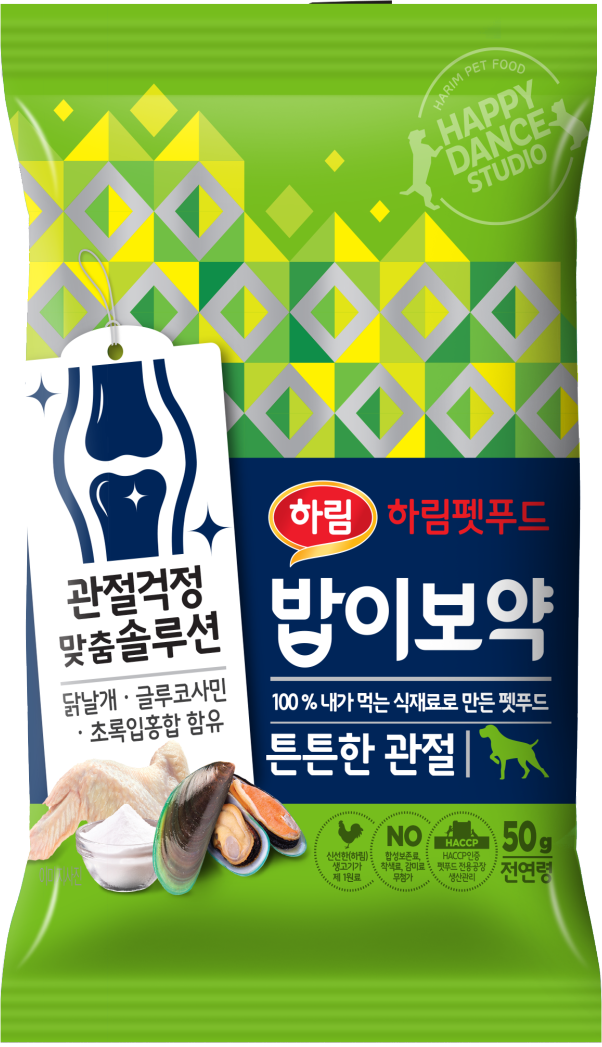 HARIM PET FOOD
HAPPY
DANCE
STUDIO
관절걱정
맞춤솔루션
닭날개 · 글루코사민
· 초록입홍합 함유
하림 하림펫푸드
밥이보약
100 % 내가 먹는 식재료로 만든 펫푸드
튼튼한 관절
신선한(하림)
생고기가
제 1원료
NO
합성보존료,
착색료, 감미료
무첨가
HACCP
HACCP인증
펫푸드 전용공장
생산관리
50g
전연령